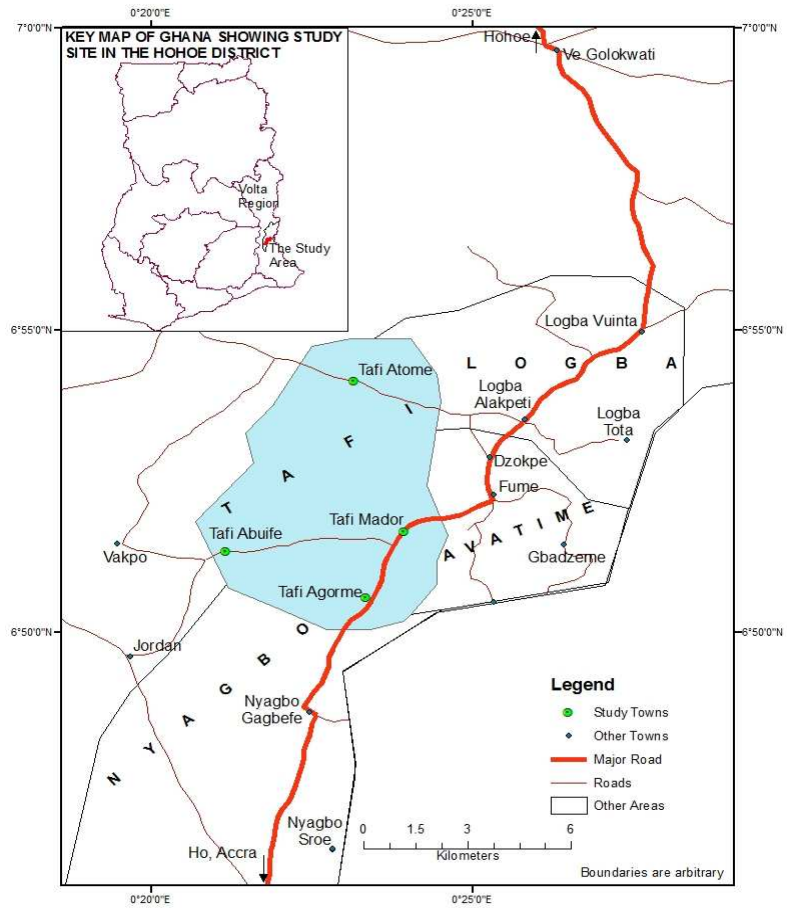 0°20'0"E
0°25'0"E
7°0'0"N
7°0'0"N
KEY MAP OF GHANA SHOWING STUDY
SITE IN THE HOHOE DISTRICT
Hohoe
Ve Golokwati
Volta
Region
The Study
Area
6°55'0"N
6°55'0"N
Logba Vuinta
Tafi Atome
L O G B A
Logba
Alakpeti
Logba
Tota
T A F I
Dzokpe
Fume
Tafi Mador
Tafi Abuife
A V A T I M E
Vakpo
Gbadzeme
Tafi Agorme
6°50'0"N
6°50'0"N
Jordan
N Y A G B O
Nyagbo
Gagbefe
Legend
Study Towns
Other Towns
Major Road
Roads
Other Areas
Nyagbo
Sroe
0 1.5 3 6
Kilometers
Ho, Accra
Boundaries are arbitrary
0°20'0"E
0°25'0"E